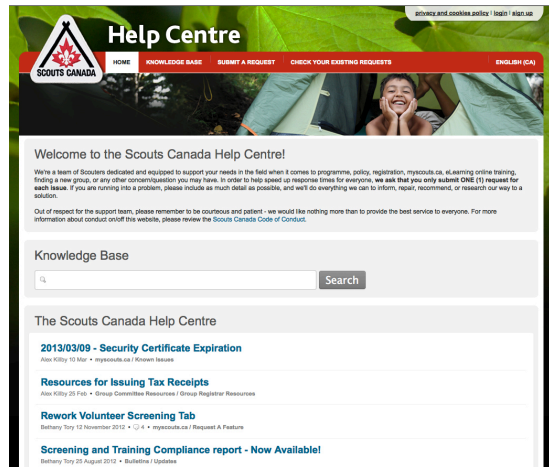 privacy and cookies policy | login | sign up
Help Centre
SCOUTS CANADA
HOME KNOWLEDGE BASE SUBMIT A REQUEST CHECK YOUR EXISTING REQUESTS ENGLISH (CA)
Welcome to the Scouts Canada Help Centre!
We're a team of Scouters dedicated and equipped to support your needs in the field when it comes to programme, policy, registration, myscouts.ca, eLearning online training,
finding a new group, or any other concern/question you may have. In order to help speed up response times for everyone, we ask that you only submit ONE (1) request for
each issue. If you are running into a problem, please include as much detail as possible, and we'll do everything we can to inform, repair, recommend, or research our way to a
solution.
Out of respect for the support team, please remember to be courteous and patient - we would like nothing more than to provide the best service to everyone. For more
information about conduct on/off this website, please review the Scouts Canada Code of Conduct.
Knowledge Base
Search
The Scouts Canada Help Centre
2013/03/09 - Security Certificate Expiration
Alex Kilby 10 Mar • myscouts.ca / Known Issues
Resources for Issuing Tax Receipts
Alex Kilby 25 Feb • Group Committee Resources / Group Registrar Resources
Rework Volunteer Screening Tab
Bethany Tory 12 November 2012 • 4 • myscouts.ca / Request A Feature
Screening and Training Compliance report - Now Available!
Bethany Tory 25 August 2012 • Bulletins / Updates